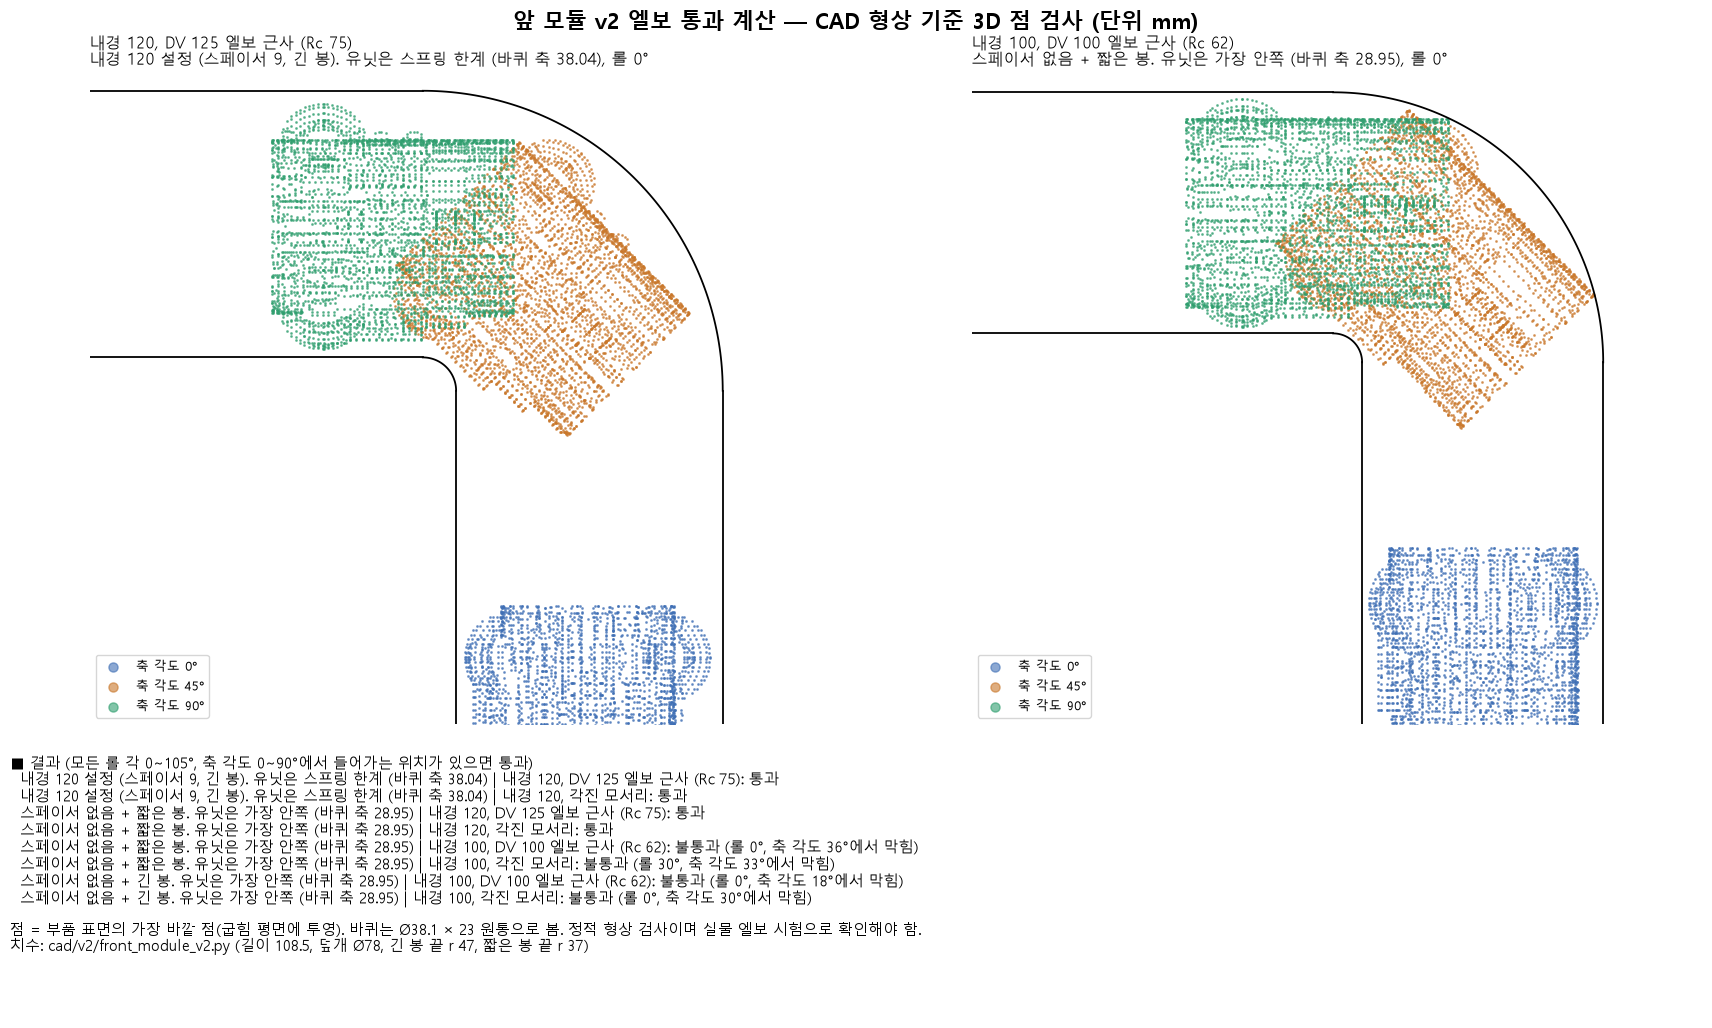 앞 모듈 v2 엘보 통과 계산 — CAD 형상 기준 3D 점 검사 (단위 mm)
내경 120, DV 125 엘보 근사 (Rc 75)
내경 120 설정 (스페이서 9, 긴 봉). 유닛은 스프링 한계 (바퀴 축 38.04), 롤 0°
내경 100, DV 100 엘보 근사 (Rc 62)
스페이서 없음 + 짧은 봉. 유닛은 가장 안쪽 (바퀴 축 28.95), 롤 0°
축 각도 0°
축 각도 45°
축 각도 90°
축 각도 0°
축 각도 45°
축 각도 90°
■ 결과 (모든 롤 각 0~105°, 축 각도 0~90°에서 들어가는 위치가 있으면 통과)
내경 120 설정 (스페이서 9, 긴 봉). 유닛은 스프링 한계 (바퀴 축 38.04) | 내경 120, DV 125 엘보 근사 (Rc 75): 통과
내경 120 설정 (스페이서 9, 긴 봉). 유닛은 스프링 한계 (바퀴 축 38.04) | 내경 120, 각진 모서리: 통과
스페이서 없음 + 짧은 봉. 유닛은 가장 안쪽 (바퀴 축 28.95) | 내경 120, DV 125 엘보 근사 (Rc 75): 통과
스페이서 없음 + 짧은 봉. 유닛은 가장 안쪽 (바퀴 축 28.95) | 내경 120, 각진 모서리: 통과
스페이서 없음 + 짧은 봉. 유닛은 가장 안쪽 (바퀴 축 28.95) | 내경 100, DV 100 엘보 근사 (Rc 62): 불통과 (롤 0°, 축 각도 36°에서 막힘)
스페이서 없음 + 짧은 봉. 유닛은 가장 안쪽 (바퀴 축 28.95) | 내경 100, 각진 모서리: 불통과 (롤 30°, 축 각도 33°에서 막힘)
스페이서 없음 + 긴 봉. 유닛은 가장 안쪽 (바퀴 축 28.95) | 내경 100, DV 100 엘보 근사 (Rc 62): 불통과 (롤 0°, 축 각도 18°에서 막힘)
스페이서 없음 + 긴 봉. 유닛은 가장 안쪽 (바퀴 축 28.95) | 내경 100, 각진 모서리: 불통과 (롤 0°, 축 각도 30°에서 막힘)
점 = 부품 표면의 가장 바깥 점(굽힘 평면에 투영). 바퀴는 Ø38.1 × 23 원통으로 봄. 정적 형상 검사이며 실물 엘보 시험으로 확인해야 함.
치수: cad/v2/front_module_v2.py (길이 108.5, 덮개 Ø78, 긴 봉 끝 r 47, 짧은 봉 끝 r 37)